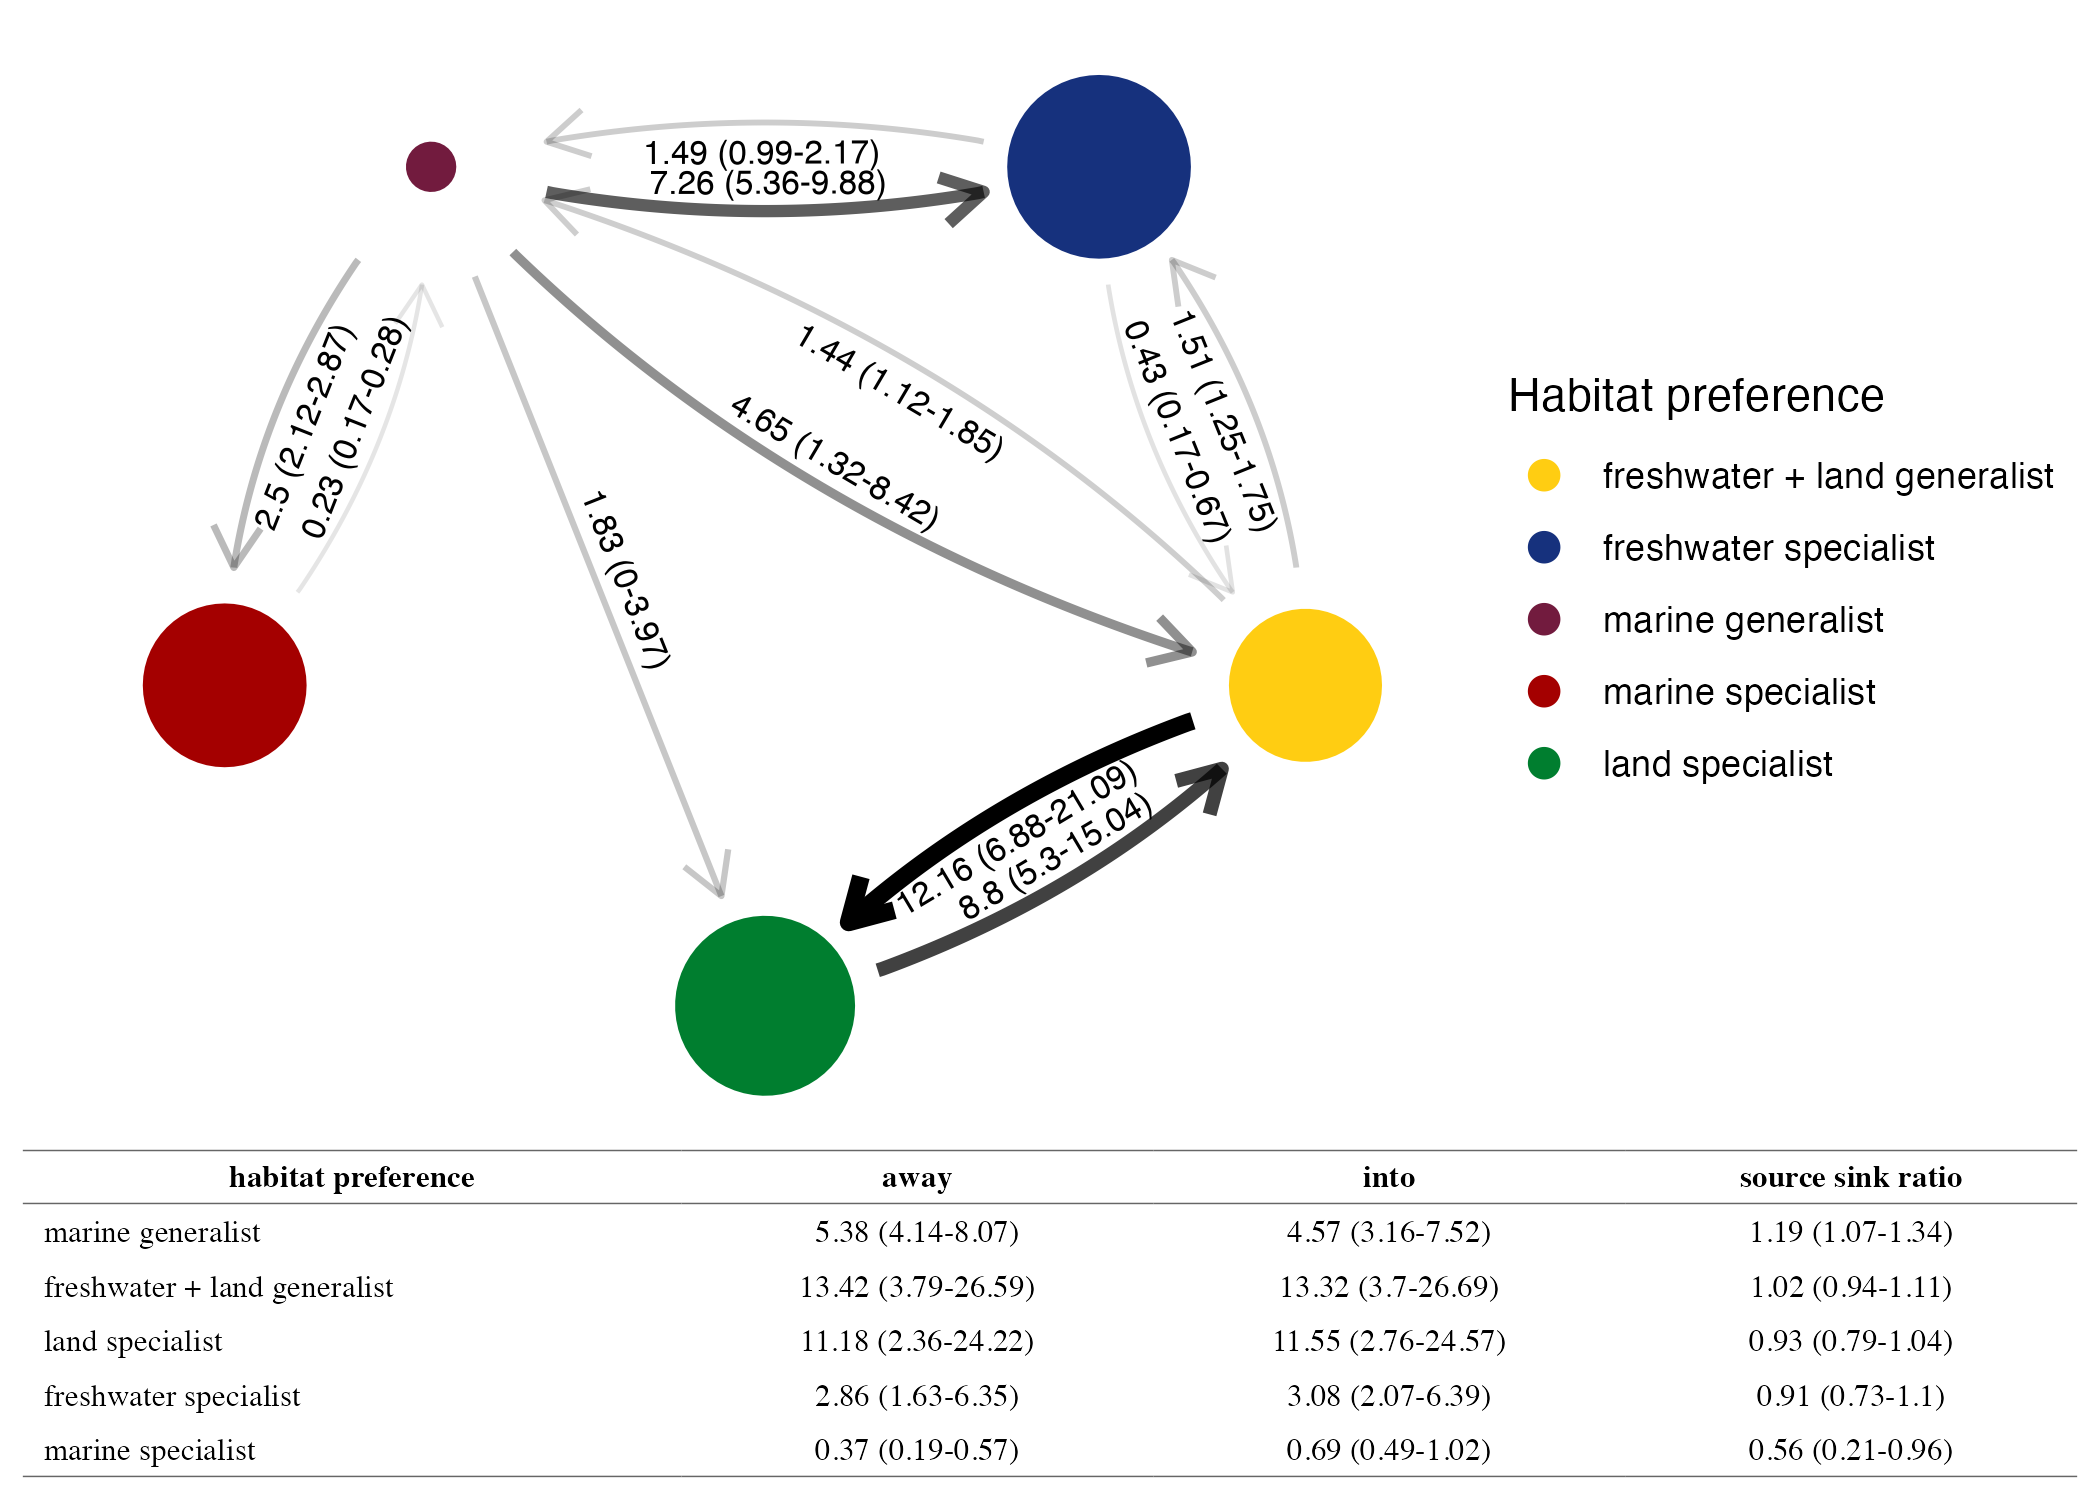 1.49 (0.99-2.17)
7.26 (5.36-9.88)
2.5 (2.12-2.87)
0.23 (0.17-0.28)
1.44 (1.12-1.85)
4.65 (1.32-8.42)
1.83 (0-3.97)
0.43 (0.17-0.67)
1.51 (1.25-1.75)
12.16 (6.88-21.09)
8.8 (5.3-15.04)
Habitat preference
freshwater + land generalist
freshwater specialist
marine generalist
marine specialist
land specialist
habitat preference away into source sink ratio
marine generalist 5.38 (4.14-8.07) 4.57 (3.16-7.52) 1.19 (1.07-1.34)
freshwater + land generalist 13.42 (3.79-26.59) 13.32 (3.7-26.69) 1.02 (0.94-1.11)
land specialist 11.18 (2.36-24.22) 11.55 (2.76-24.57) 0.93 (0.79-1.04)
freshwater specialist 2.86 (1.63-6.35) 3.08 (2.07-6.39) 0.91 (0.73-1.1)
marine specialist 0.37 (0.19-0.57) 0.69 (0.49-1.02) 0.56 (0.21-0.96)